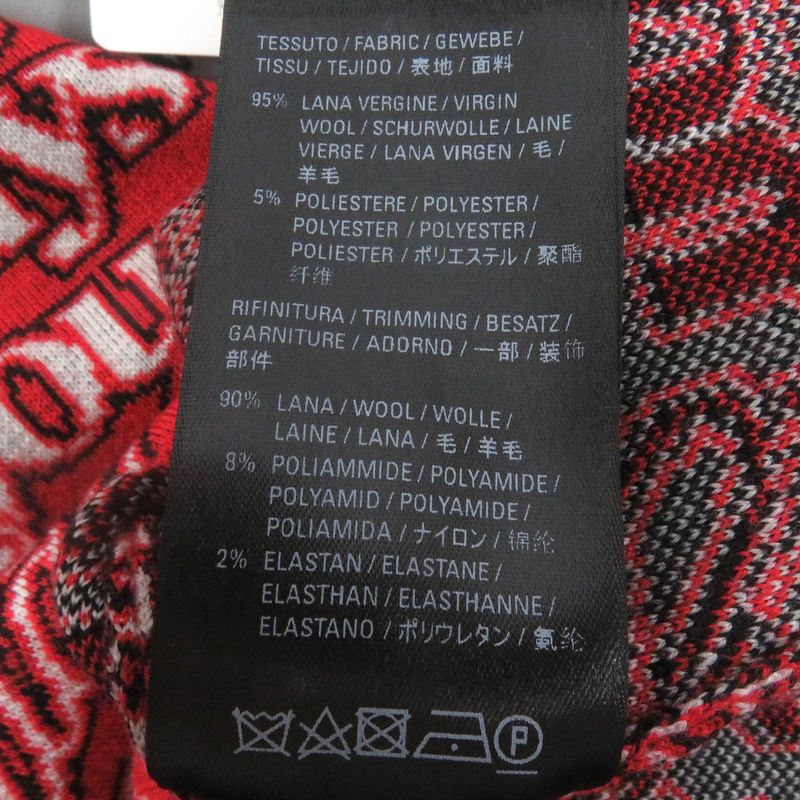 TESSUTO / FABRIC / GEWEBE /
TISSU / TEJIDO / 表地 / 面料
95% LANA VERGINE / VIRGIN
WOOL / SCHURWOLLE / LAINE
VIERGE / LANA VIRGEN / 毛 /
羊毛
5% POLIESTERE / POLYESTER /
POLYESTER / POLYESTER /
POLIESTER / ポリエステル / 聚酯
纤维
RIFINITURA / TRIMMING / BESATZ /
GARNITURE / ADORNO / 一部 / 装饰
部件
90% LANA / WOOL / WOLLE /
LAINE / LANA / 毛 / 羊毛
8% POLIAMMIDE / POLYAMIDE /
POLYAMID / POLYAMIDE /
POLIAMIDA / ナイロン / 锦纶
2% ELASTAN / ELASTANE /
ELASTHAN / ELASTHANNE /
ELASTANO / ポリウレタン / 氨纶
P